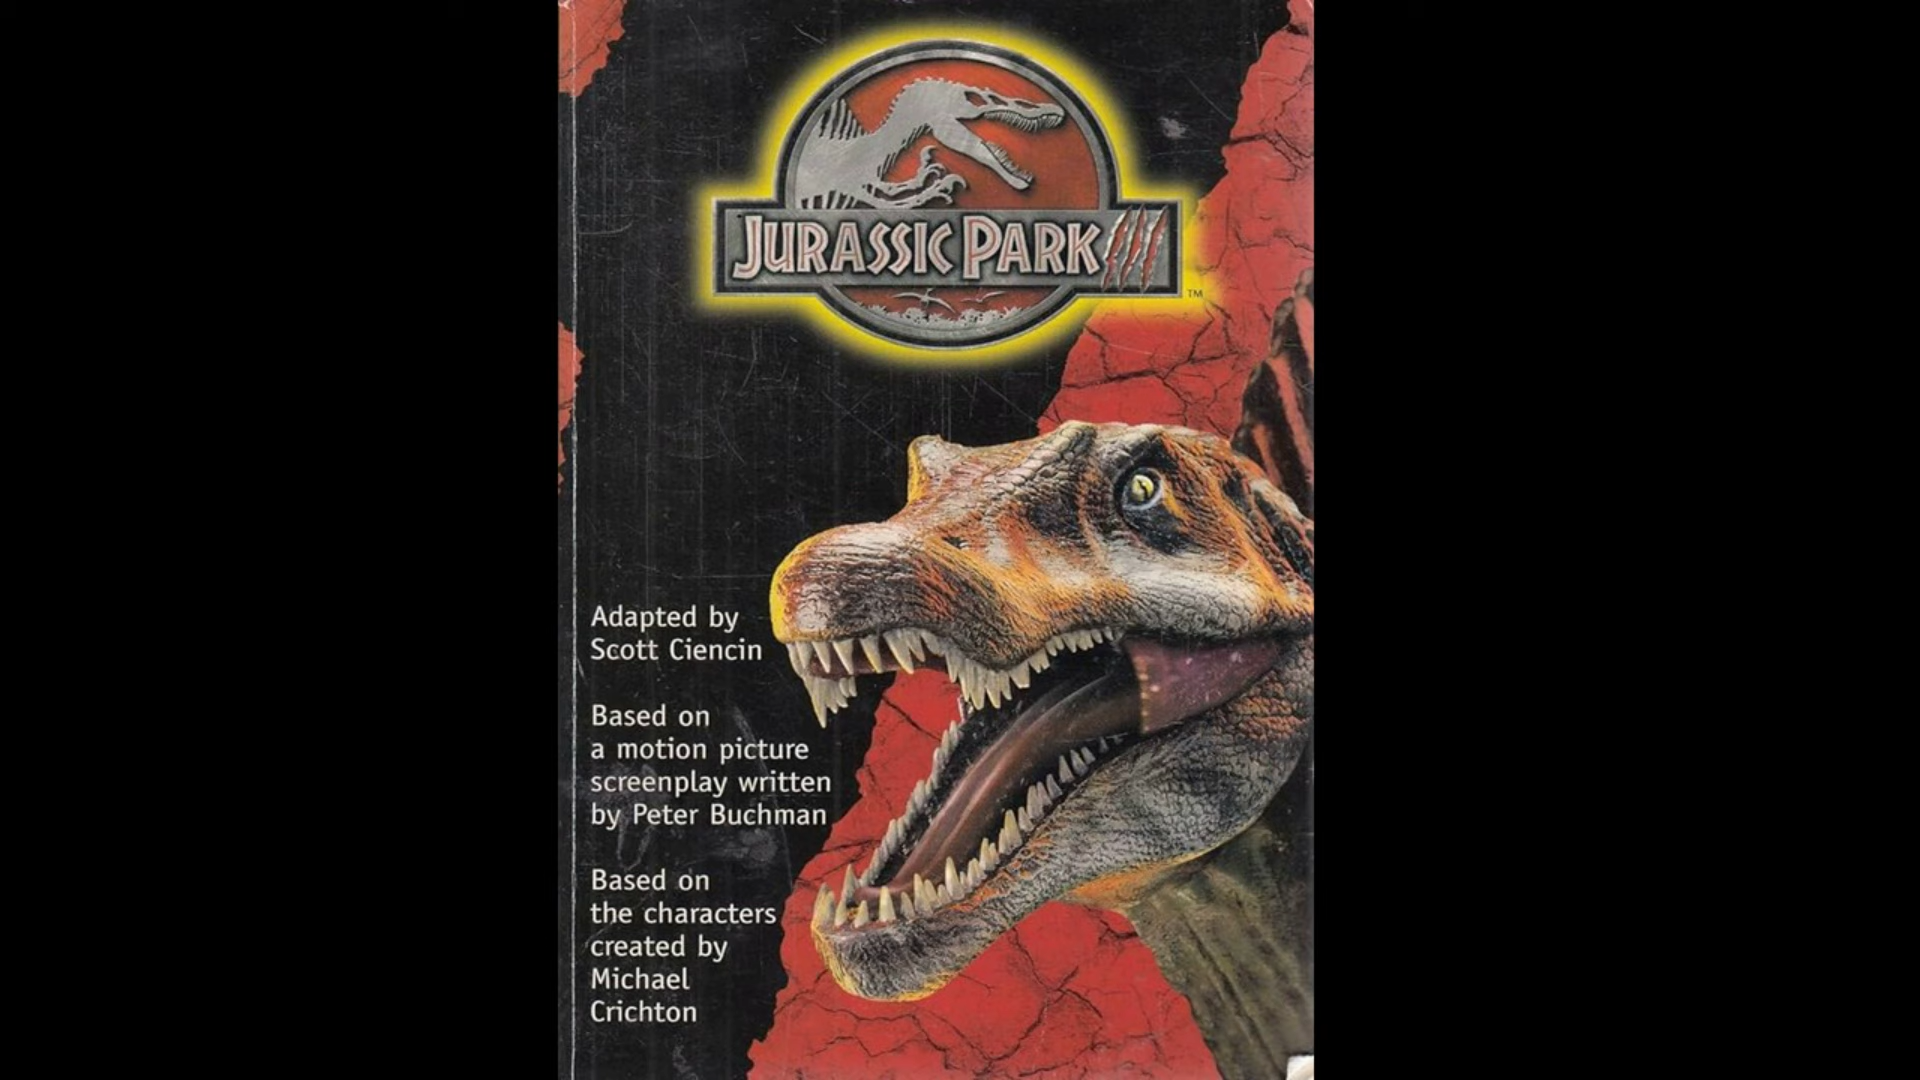 JURASSIC PARK III
TM
Adapted by
Scott Ciencin
Based on
a motion picture
screenplay written
by Peter Buchman
Based on
the characters
created by
Michael
Crichton